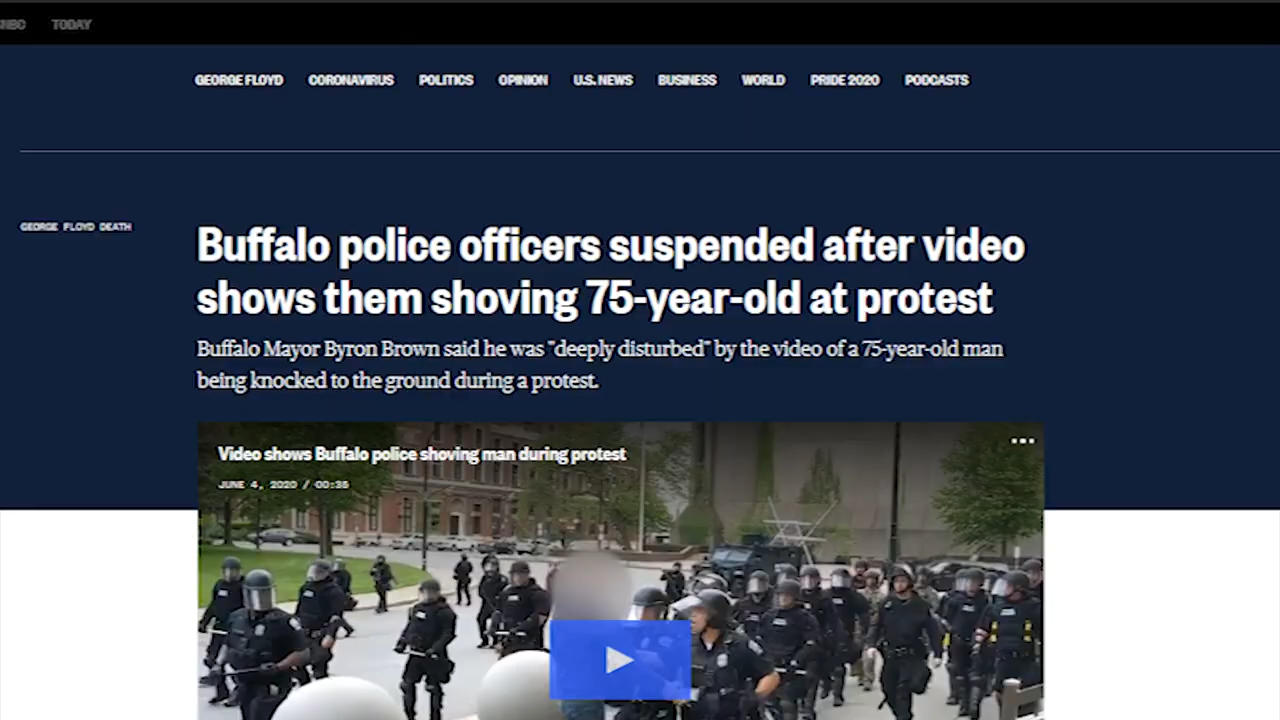 TODAY
GEORGE FLOYD CORONAVIRUS POLITICS OPINION U.S. NEWS BUSINESS WORLD PRIDE 2020 PODCASTS
GEORGE FLOYD DEATH
Buffalo police officers suspended after video
shows them shoving 75-year-old at protest
Buffalo Mayor Byron Brown said he was "deeply disturbed" by the video of a 75-year-old man
being knocked to the ground during a protest.
Video shows Buffalo police shoving man during protest
JUNE 4, 2020 / 00:35